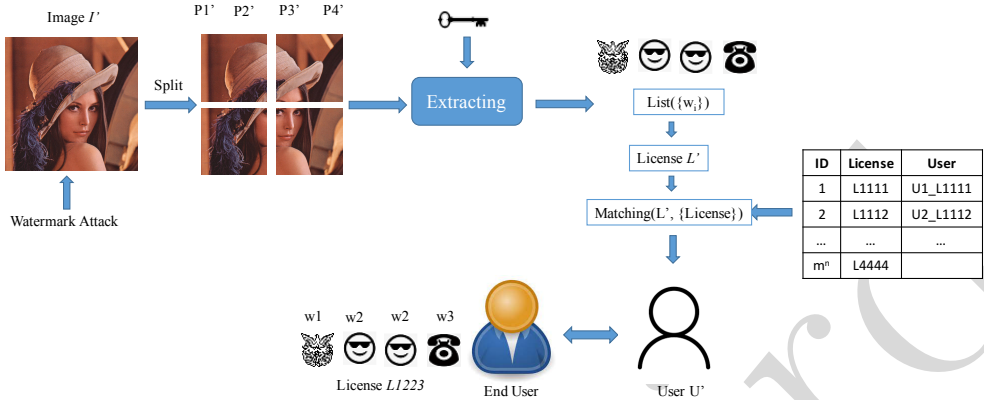 Image I'
P1' P2' P3' P4'
Split
Extracting
List({wᵢ})
License L'
Matching(L', {License})
Watermark Attack
ID License User
1 L1111 U1_L1111
2 L1112 U2_L1112
... ... ...
mⁿ L4444
w1 w2 w2 w3
License L1223
End User
User U'